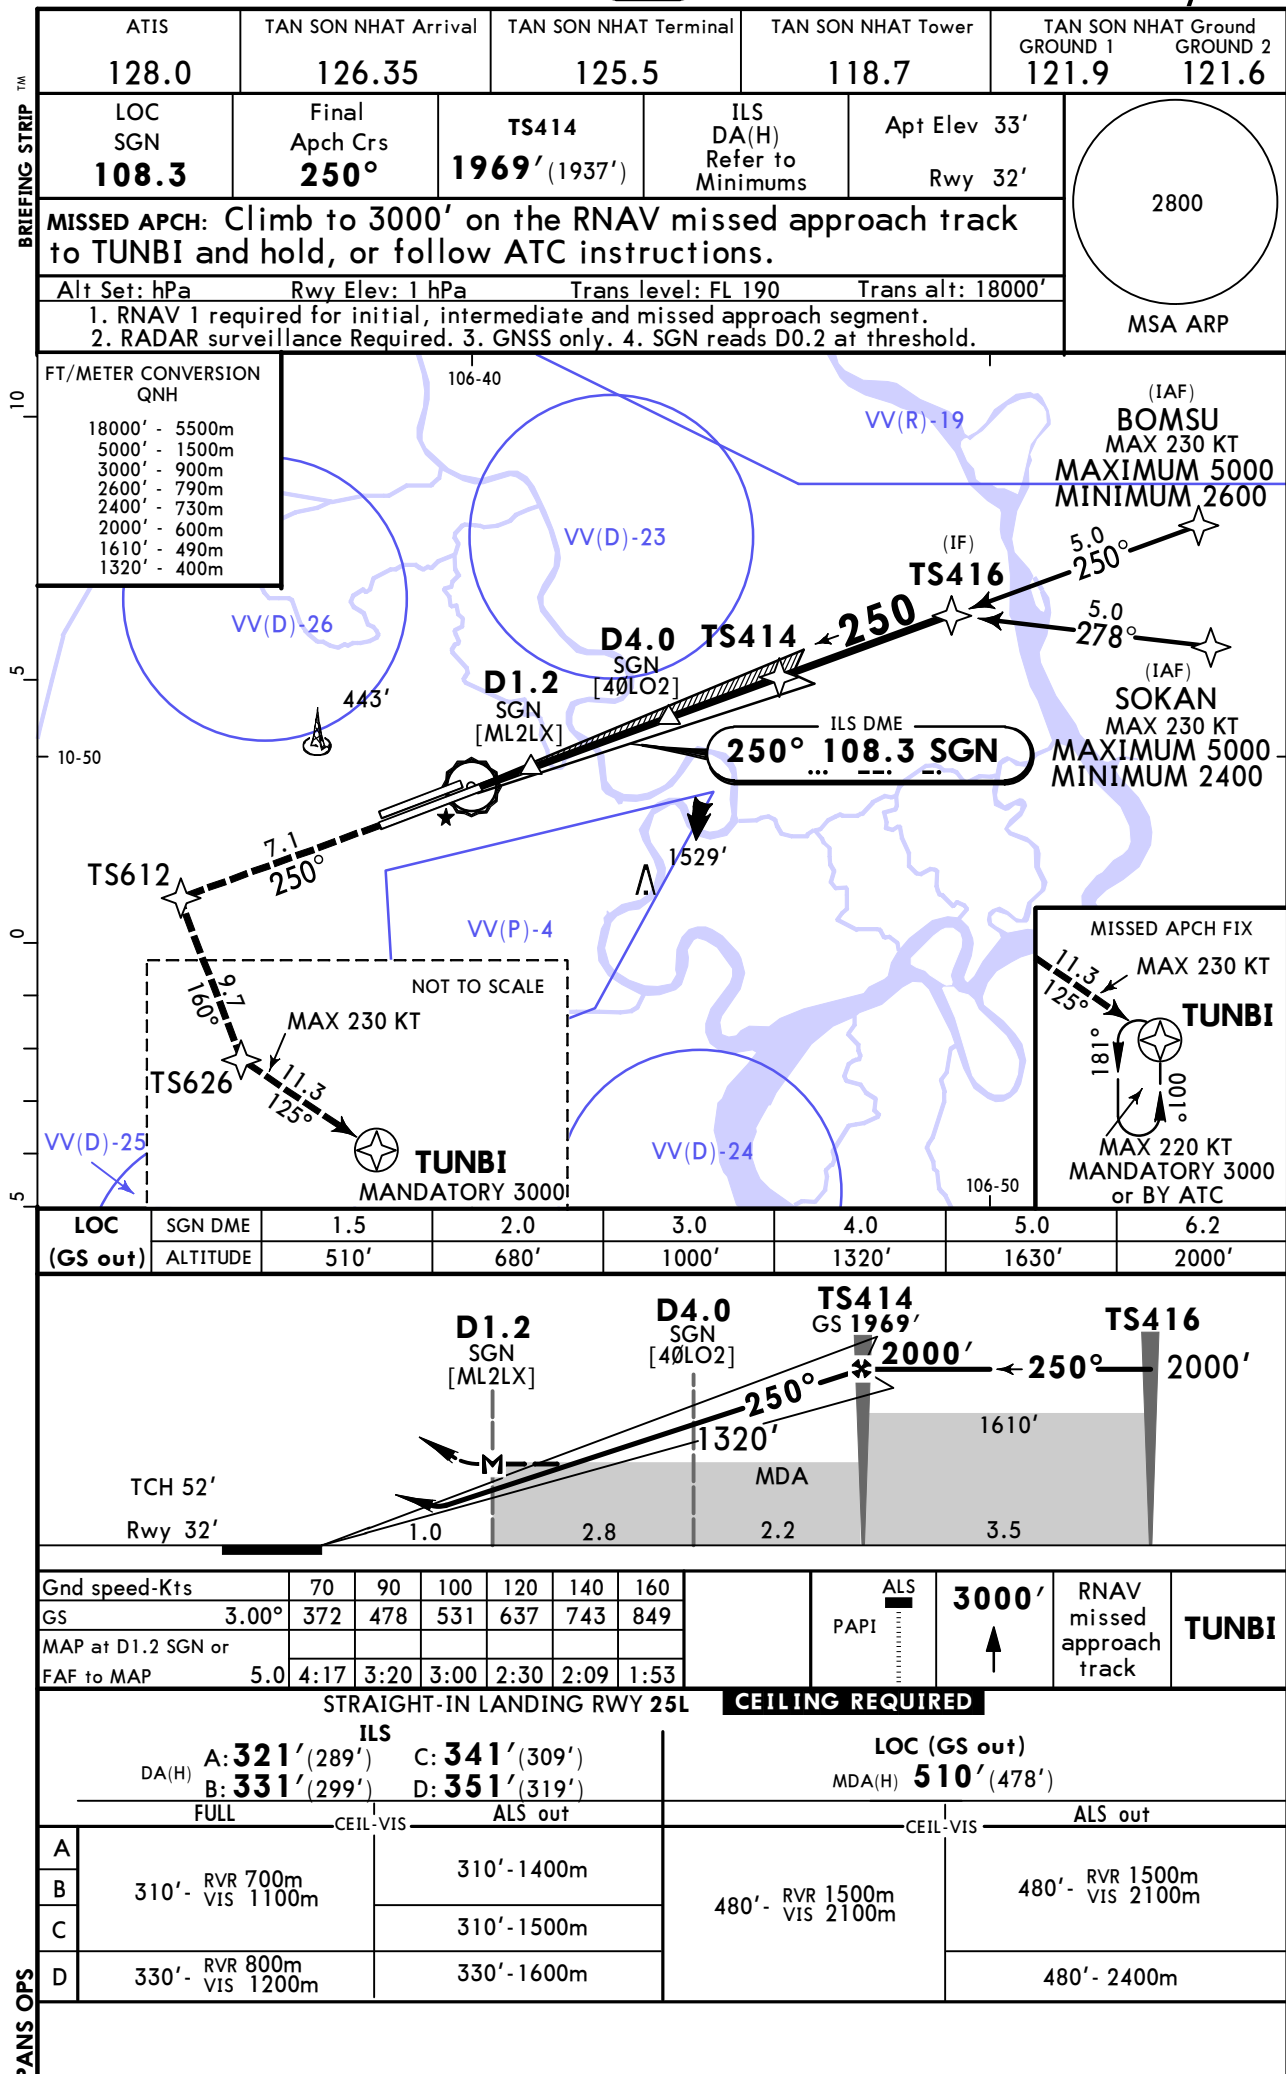 ATIS
128.0
TAN SON NHAT Arrival
126.35
TAN SON NHAT Terminal
125.5
TAN SON NHAT Tower
118.7
TAN SON NHAT Ground
GROUND 1 GROUND 2
121.9 121.6
BRIEFING STRIP TM
LOC
SGN
108.3
Final
Apch Crs
250°
TS414
1969' (1937')
ILS
DA(H)
Refer to
Minimums
Apt Elev 33'
Rwy 32'
2800
MSA ARP
MISSED APCH: Climb to 3000' on the RNAV missed approach track
to TUNBI and hold, or follow ATC instructions.
Alt Set: hPa Rwy Elev: 1 hPa Trans level: FL 190 Trans alt: 18000'
1. RNAV 1 required for initial, intermediate and missed approach segment.
2. RADAR surveillance Required. 3. GNSS only. 4. SGN reads D0.2 at threshold.
FT/METER CONVERSION
QNH
18000' - 5500m
5000' - 1500m
3000' - 900m
2600' - 790m
2400' - 730m
2000' - 600m
1610' - 490m
1320' - 400m
10
5
0
5
106-40
VV(R)-19
(IAF)
BOMSU
MAX 230 KT
MAXIMUM 5000
MINIMUM 2600
5.0
250°
VV(D)-23
(IF)
TS416
VV(D)-26
5.0
278°
250
TS414
D4.0
SGN
[4ØLO2]
D1.2
SGN
[ML2LX]
(IAF)
SOKAN
MAX 230 KT
MAXIMUM 5000
MINIMUM 2400
443'
10-50
ILS DME
250° 108.3 SGN
7.1
250°
TS612
1529'
VV(P)-4
NOT TO SCALE
9.7
160°
MAX 230 KT
TS626
11.3
125°
TUNBI
MANDATORY 3000
VV(D)-25
VV(D)-24
106-50
MISSED APCH FIX
11.3
125°
MAX 230 KT
TUNBI
181°
001°
MAX 220 KT
MANDATORY 3000
or BY ATC
LOC SGN DME 1.5 2.0 3.0 4.0 5.0 6.2
(GS out) ALTITUDE 510' 680' 1000' 1320' 1630' 2000'
D1.2
SGN
[ML2LX]
D4.0
SGN
[4ØLO2]
TS414
GS 1969'
TS416
2000' 250° 2000'
250°
1320'
1610'
M
MDA
TCH 52'
Rwy 32'
1.0 2.8 2.2 3.5
Gnd speed-Kts 70 90 100 120 140 160
GS 3.00° 372 478 531 637 743 849
MAP at D1.2 SGN or
FAF to MAP 5.0 4:17 3:20 3:00 2:30 2:09 1:53
ALS
PAPI
3000'
RNAV
missed
approach
track
TUNBI
STRAIGHT-IN LANDING RWY 25L CEILING REQUIRED
ILS
DA(H)
A: 321' (289') C: 341' (309')
B: 331' (299') D: 351' (319')
LOC (GS out)
MDA(H) 510' (478')
FULL CEIL-VIS ALS out
CEIL-VIS ALS out
A
B
C
D
310'- RVR 700m
VIS 1100m
310'-1400m
310'-1500m
330'- RVR 800m
VIS 1200m
330'-1600m
480'- RVR 1500m
VIS 2100m
480'- RVR 1500m
VIS 2100m
480'-2400m
PANS OPS